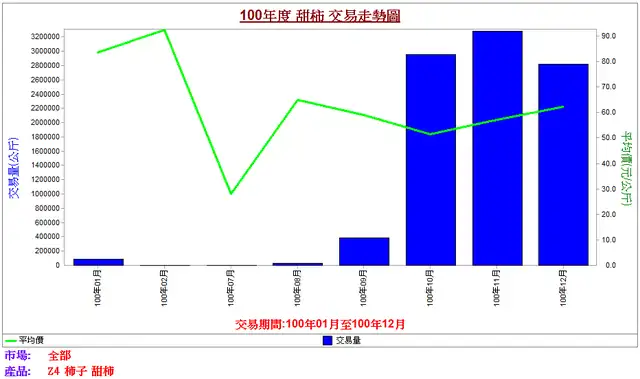 100年度 甜柿 交易走勢圖
交易量(公斤)
3200000
3000000
2800000
2600000
2400000
2200000
2000000
1800000
1600000
1400000
1200000
1000000
800000
600000
400000
200000
0
平均價(元/公斤)
90.0
80.0
70.0
60.0
50.0
40.0
30.0
20.0
10.0
0.0
100年01月
100年02月
100年07月
100年08月
100年09月
100年10月
100年11月
100年12月
交易期間:100年01月至100年12月
平均價 交易量
市場: 全部
產品: Z4 柿子 甜柿